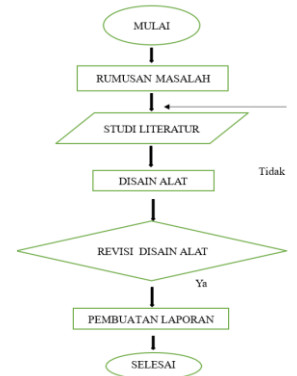 MULAI
RUMUSAN MASALAH
STUDI LITERATUR
DISAIN ALAT
Tidak
REVISI DISAIN ALAT
Ya
PEMBUATAN LAPORAN
SELESAI